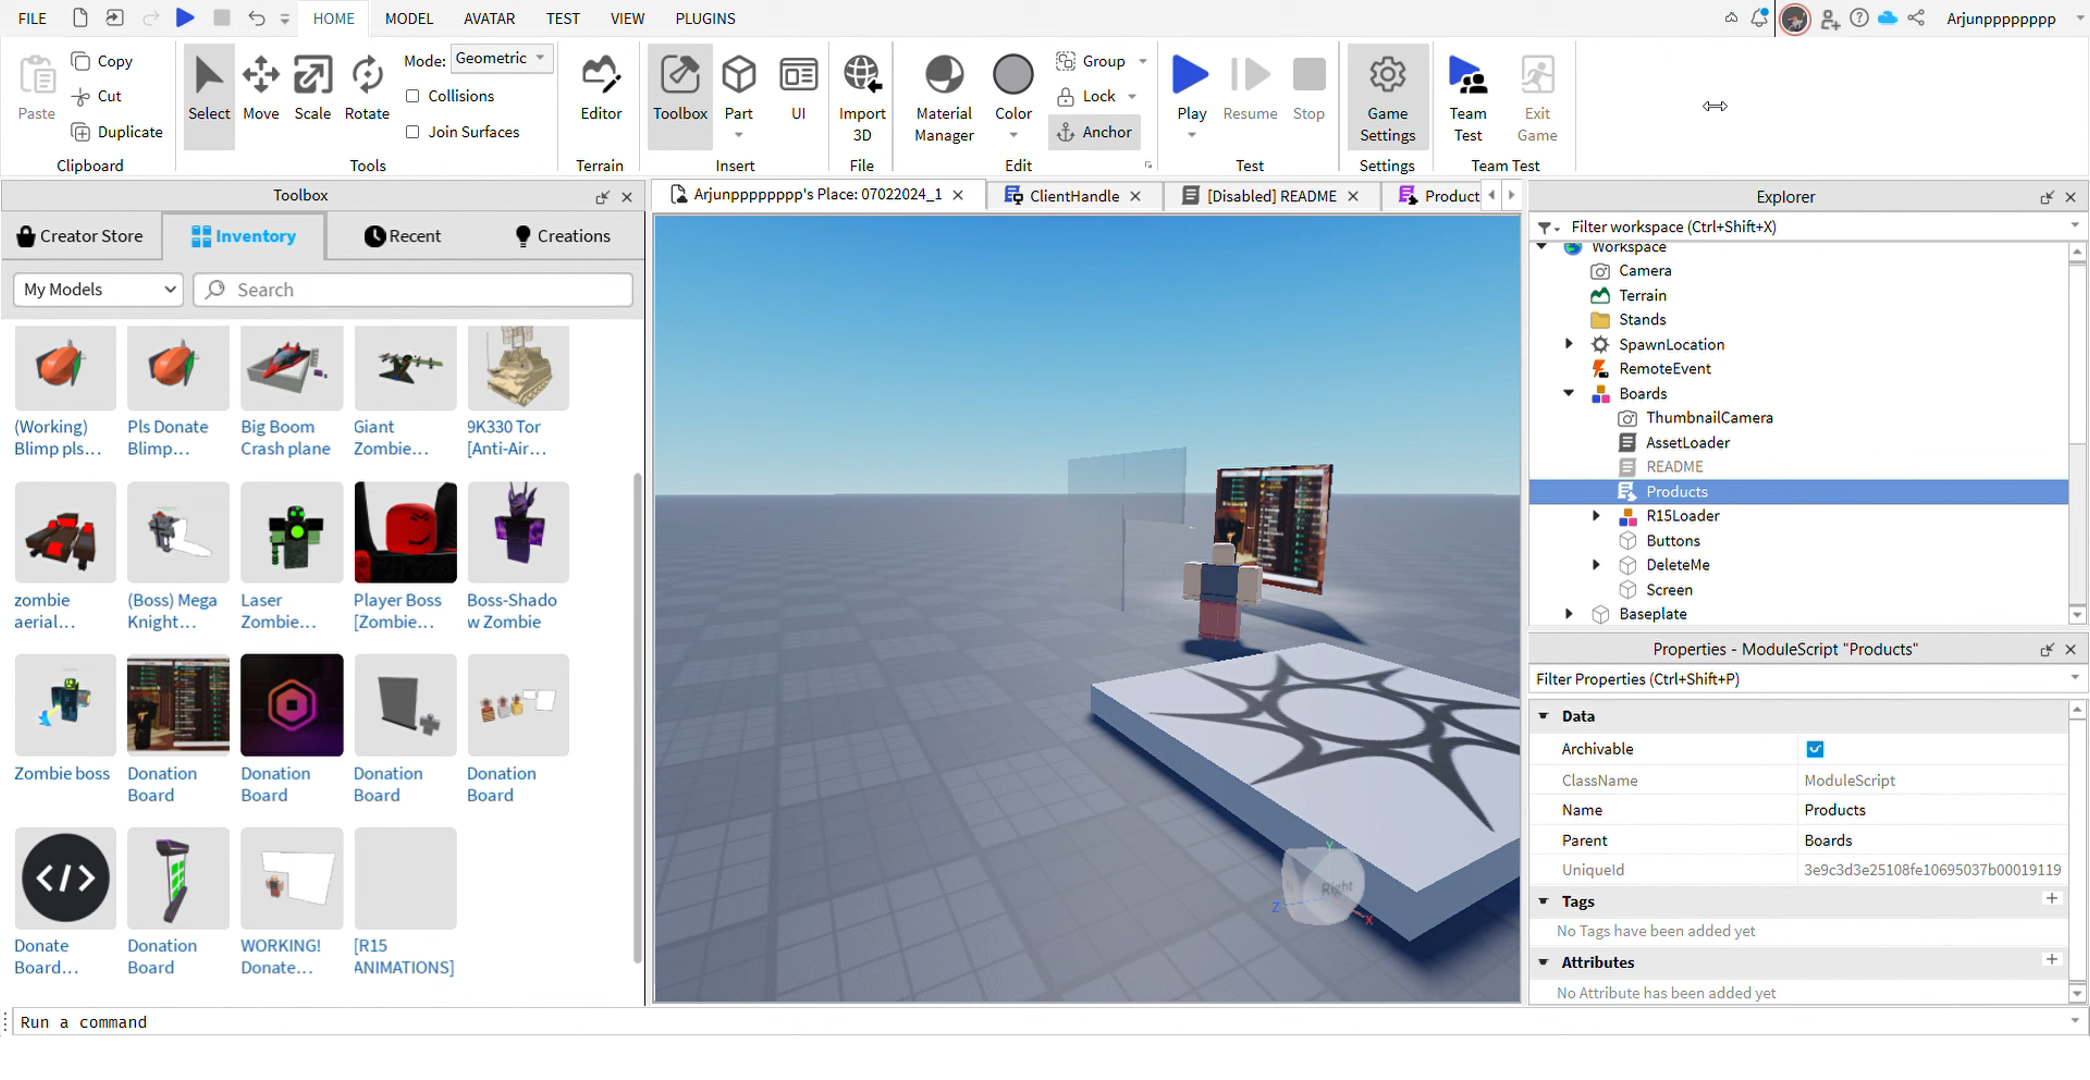 FILE
HOME
MODEL
AVATAR
TEST
VIEW
PLUGINS
Arjunpppppppp
Paste
Copy
Cut
Duplicate
Clipboard
Select
Move
Scale
Rotate
Mode: Geometric
Collisions
Join Surfaces
Tools
Editor
Terrain
Toolbox
Part
UI
Insert
Import
3D
File
Material
Manager
Color
Group
Lock
Anchor
Edit
Play
Resume
Stop
Test
Game
Settings
Settings
Team
Test
Exit
Game
Team Test
Toolbox
Creator Store
Inventory
Recent
Creations
My Models
Search
(Working)
Blimp pls...
Pls Donate
Blimp...
Big Boom
Crash plane
Giant
Zombie...
9K330 Tor
[Anti-Air...
zombie
aerial...
(Boss) Mega
Knight...
Laser
Zombie...
Player Boss
[Zombie...
Boss-Shado
w Zombie
Zombie boss
Donation
Board
Donation
Board
Donation
Board
Donation
Board
Donate
Board...
Donation
Board
WORKING!
Donate...
[R15
ANIMATIONS]
Arjunpppppppp's Place: 07022024_1
ClientHandle
[Disabled] README
Product
Right
Y
Z
X
Explorer
Filter workspace (Ctrl+Shift+X)
Workspace
Camera
Terrain
Stands
SpawnLocation
RemoteEvent
Boards
ThumbnailCamera
AssetLoader
README
Products
R15Loader
Buttons
DeleteMe
Screen
Baseplate
Properties - ModuleScript "Products"
Filter Properties (Ctrl+Shift+P)
Data
Archivable
ClassName ModuleScript
Name Products
Parent Boards
UniqueId 3e9c3d3e25108fe10695037b00019119
Tags
No Tags have been added yet
Attributes
No Attribute has been added yet
Run a command